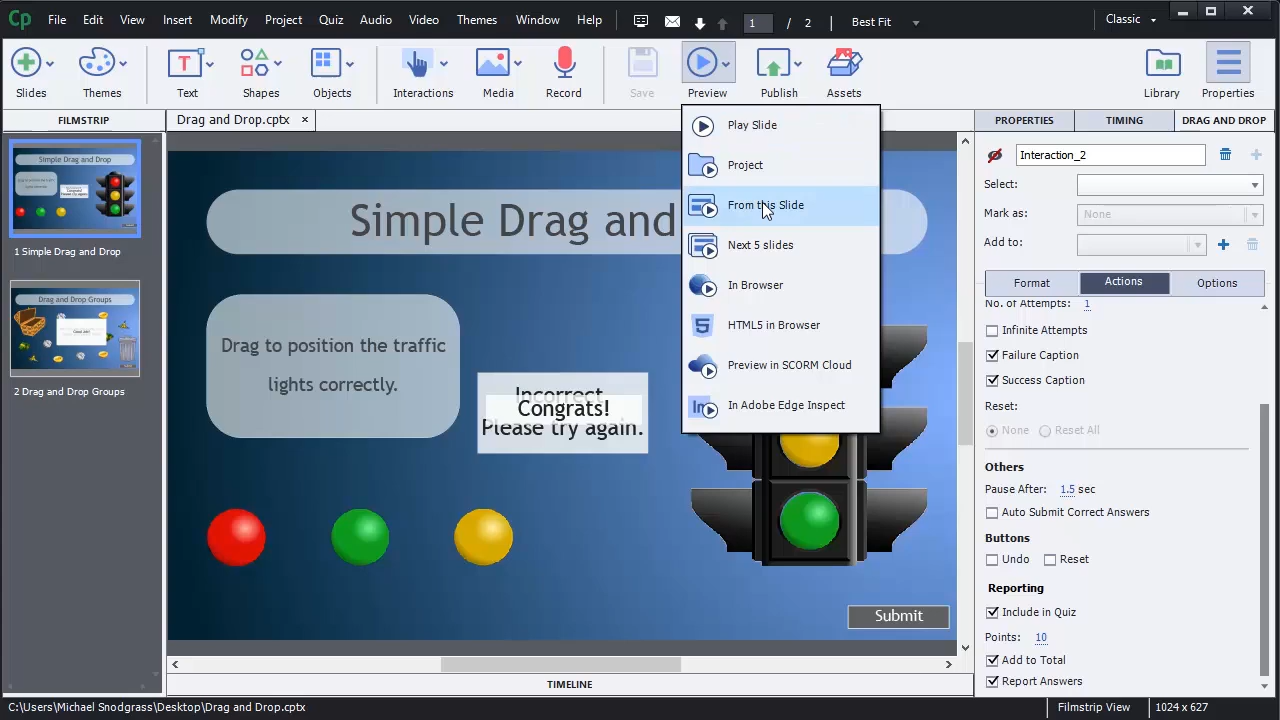 Cp File Edit View Insert Modify Project Quiz Audio Video Themes Window Help 1 / 2 Best Fit Classic
Slides Themes Text Shapes Objects Interactions Media Record Save Preview Publish Assets Library Properties
FILMSTRIP
Drag and Drop.cptx ×
PROPERTIES TIMING DRAG AND DROP
Simple Drag and Drop
Congrats!
Please try again.
1 Simple Drag and Drop
Drag and Drop Groups
2 Drag and Drop Groups
Simple Drag and
Drag to position the traffic
lights correctly.
Incorrect
Congrats!
Please try again.
Submit
Play Slide
Project
From this Slide
Next 5 slides
In Browser
5 HTML5 in Browser
Preview in SCORM Cloud
In In Adobe Edge Inspect
Interaction_2
Select:
Mark as: None
Add to:
Format Actions Options
No. of Attempts: 1
Infinite Attempts
Failure Caption
Success Caption
Reset:
None Reset All
Others
Pause After: 1.5 sec
Auto Submit Correct Answers
Buttons
Undo Reset
Reporting
Include in Quiz
Points: 10
Add to Total
Report Answers
TIMELINE
C:\Users\Michael Snodgrass\Desktop\Drag and Drop.cptx Filmstrip View 1024 x 627